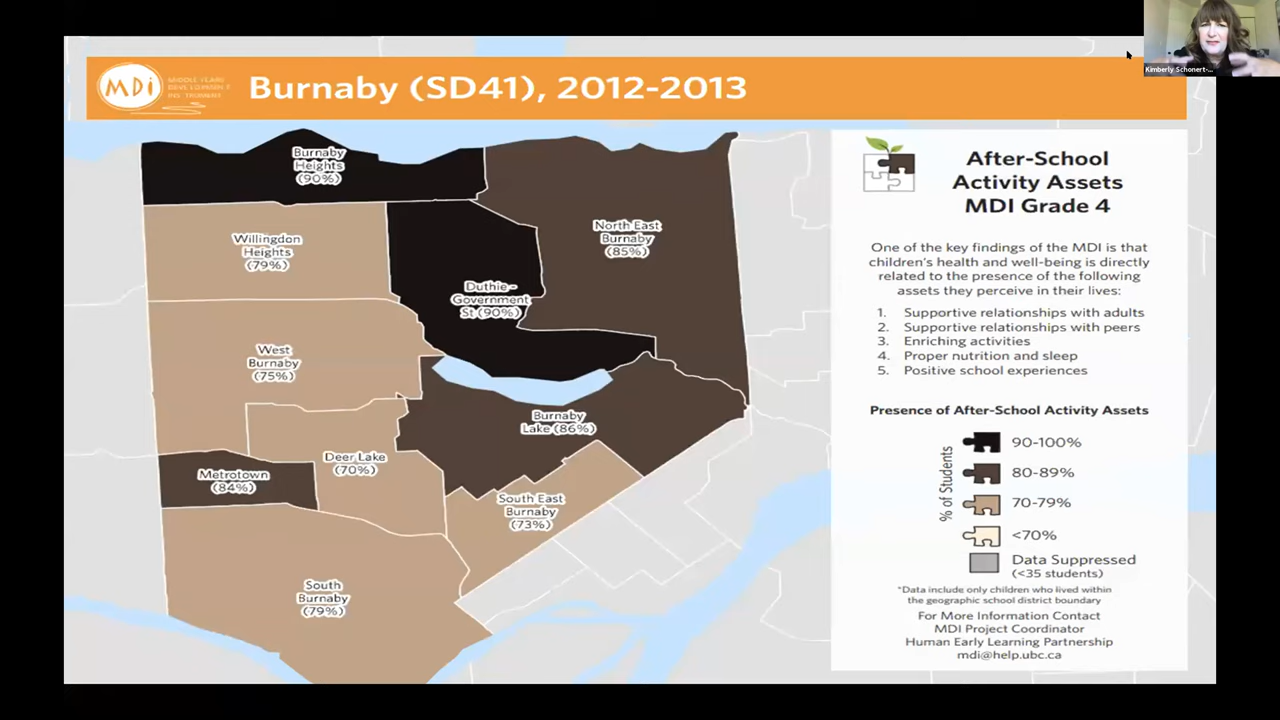 Kimberly Schonert-...
MDi
MIDDLE YEARS
DEVELOPMENT
INSTRUMENT
Burnaby (SD41), 2012-2013
Burnaby
Heights
(90%)
Willingdon
Heights
(79%)
North East
Burnaby
(85%)
Duthie -
Government
St (90%)
West
Burnaby
(75%)
Burnaby
Lake (86%)
Deer Lake
(70%)
Metrotown
(84%)
South East
Burnaby
(73%)
South
Burnaby
(79%)
After-School
Activity Assets
MDI Grade 4
One of the key findings of the MDI is that
children's health and well-being is directly
related to the presence of the following
assets they perceive in their lives:
1. Supportive relationships with adults
2. Supportive relationships with peers
3. Enriching activities
4. Proper nutrition and sleep
5. Positive school experiences
Presence of After-School Activity Assets
% of Students
90-100%
80-89%
70-79%
<70%
Data Suppressed
(<35 students)
*Data include only children who lived within
the geographic school district boundary
For More Information Contact
MDI Project Coordinator
Human Early Learning Partnership
mdi@help.ubc.ca